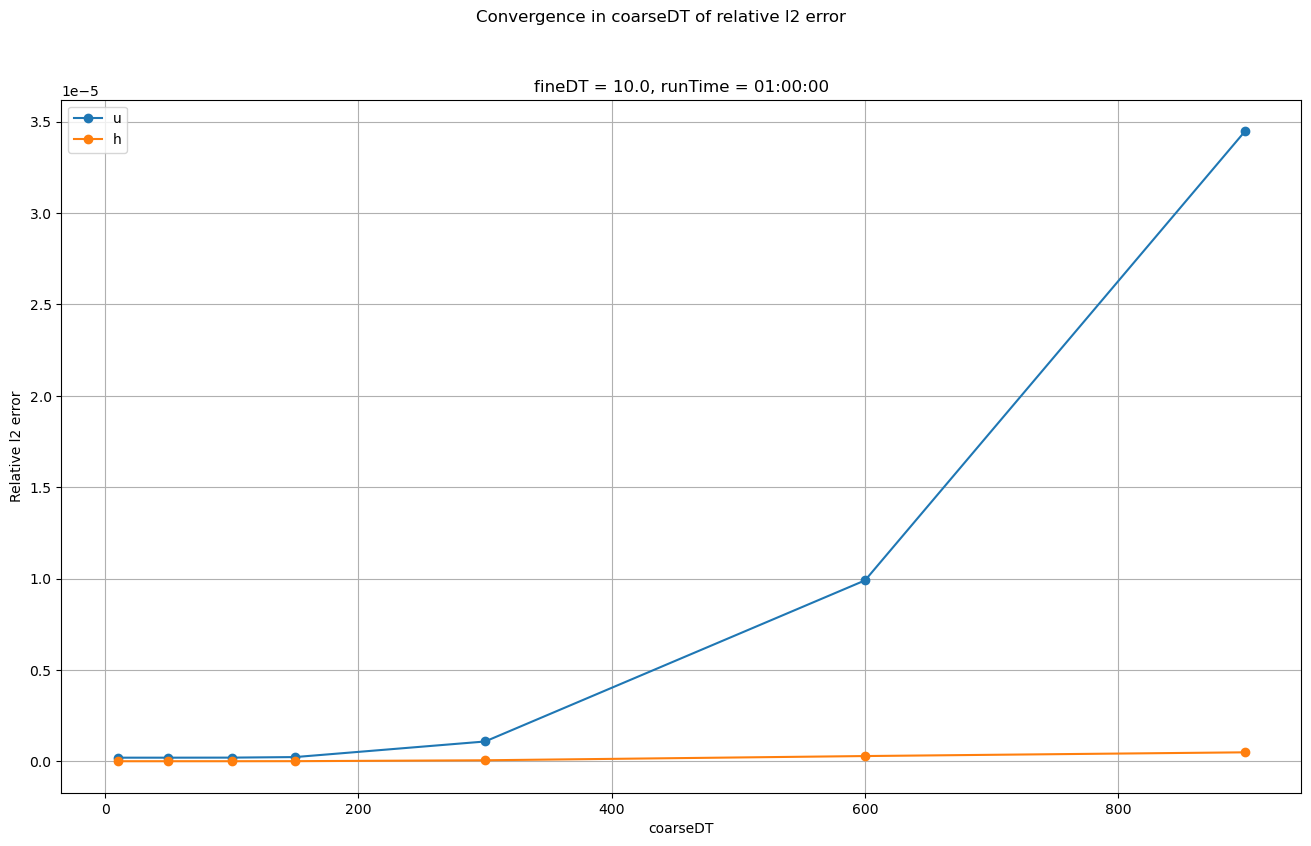 Convergence in coarseDT of relative l2 error
fineDT = 10.0, runTime = 01:00:00
1e−5
u
h
3.5
3.0
2.5
2.0
1.5
1.0
0.5
0.0
Relative l2 error
0 200 400 600 800
coarseDT